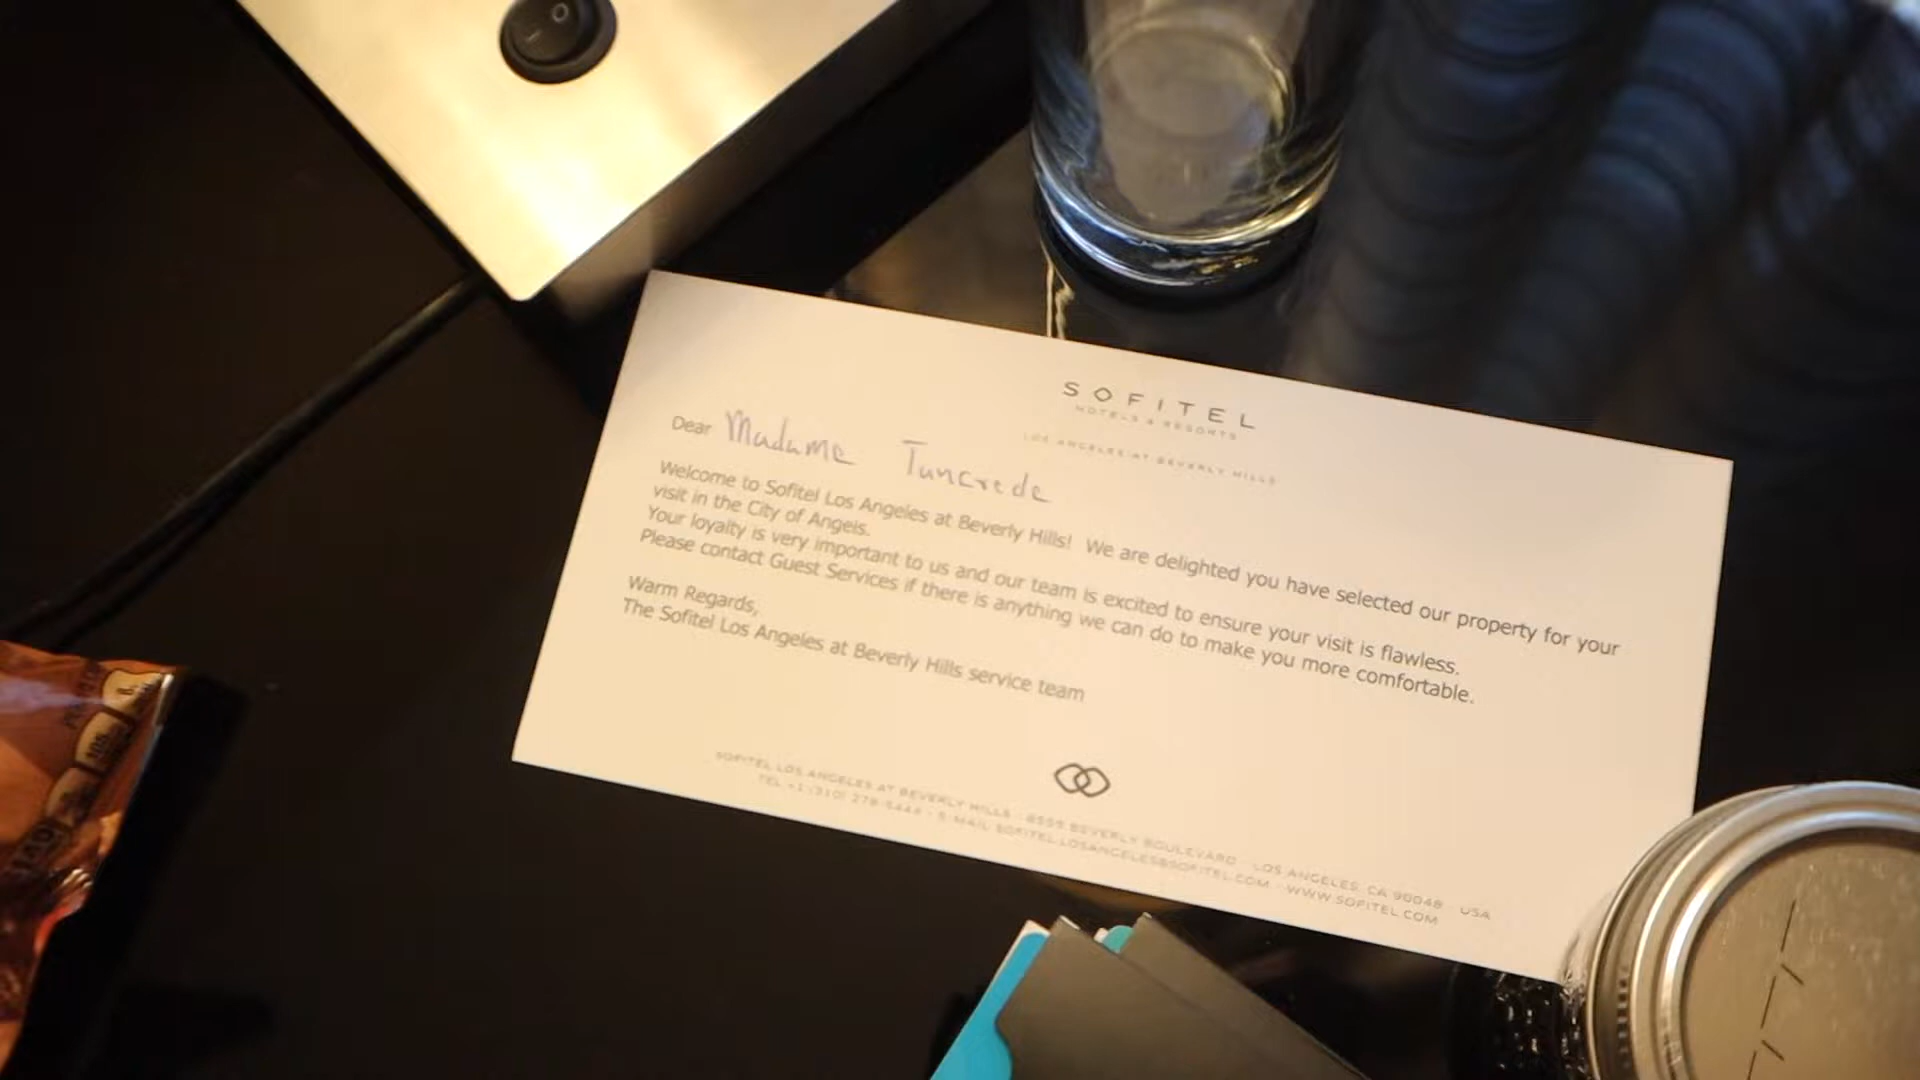 SOFITEL
HOTELS & RESORTS
LOS ANGELES AT BEVERLY HILLS
Dear Madame Tancrede
Welcome to Sofitel Los Angeles at Beverly Hills! We are delighted you have selected our property for your
visit in the City of Angels.
Your loyalty is very important to us and our team is excited to ensure your visit is flawless.
Please contact Guest Services if there is anything we can do to make you more comfortable.
Warm Regards,
The Sofitel Los Angeles at Beverly Hills service team
SOFITEL LOS ANGELES AT BEVERLY HILLS - 8555 BEVERLY BOULEVARD LOS ANGELES, CA 90048 USA
TEL +1 (310) 278-5444 - E-MAIL SOFITEL.LOSANGELES@SOFITEL.COM - WWW.SOFITEL.COM